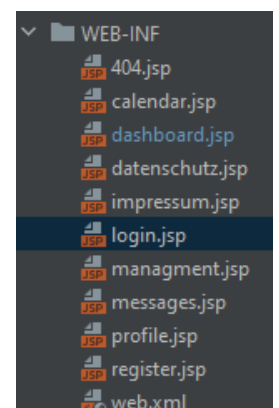 WEB-INF
404.jsp
calendar.jsp
dashboard.jsp
datenschutz.jsp
impressum.jsp
login.jsp
managment.jsp
messages.jsp
profile.jsp
register.jsp
web.xml